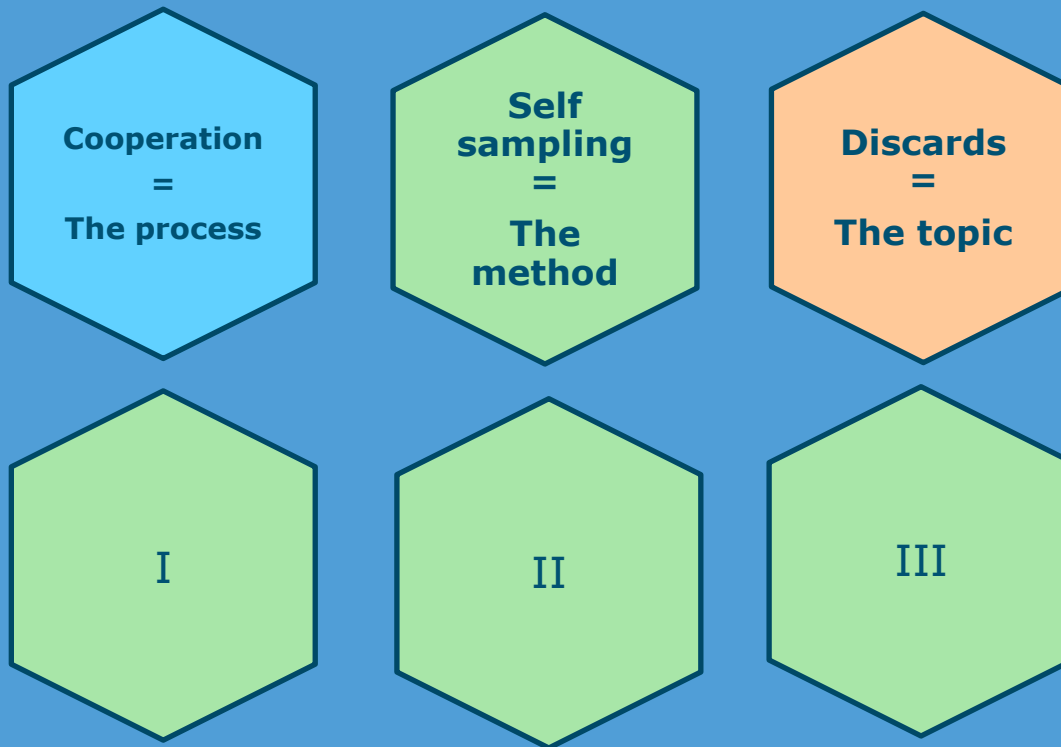 Cooperation
=
The process
Self
sampling
=
The
method
Discards
=
The topic
I
II
III